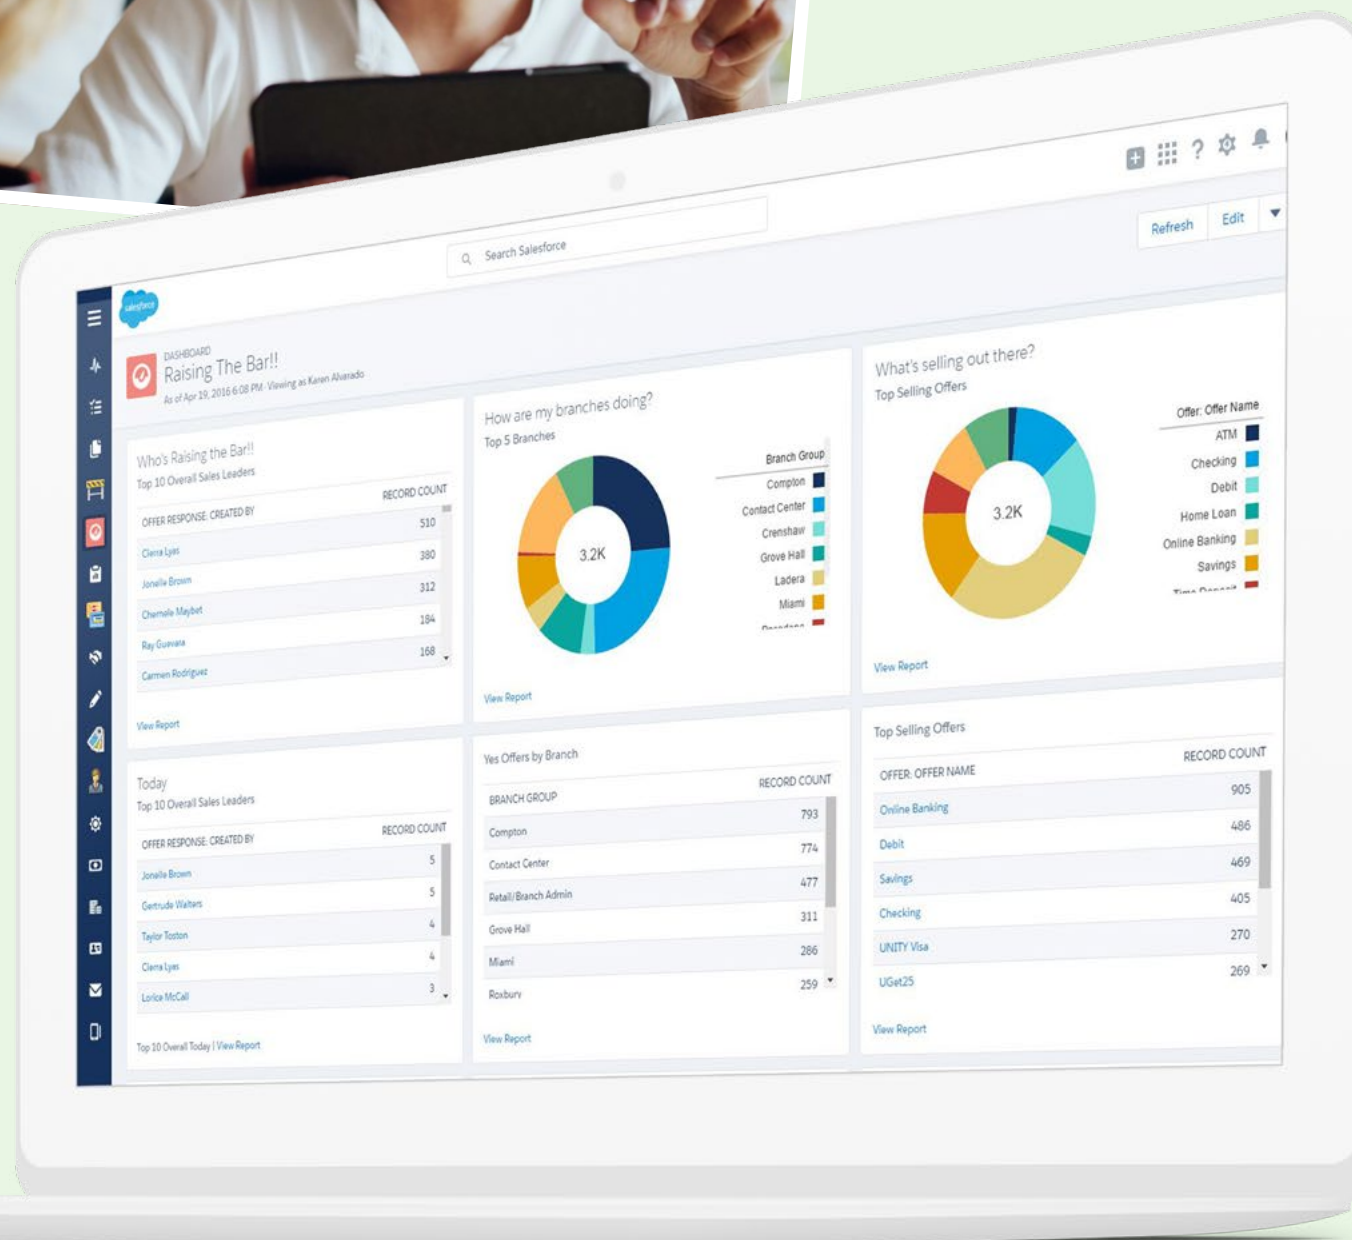 Search Salesforce
Refresh
Edit
salesforce
DASHBOARD
Raising The Bar!!
As of Apr 19, 2016 6:08 PM · Viewing as Karen Alverado
Who's Raising the Bar!!
Top 10 Overall Sales Leaders
OFFER RESPONSE: CREATED BY RECORD COUNT
Cierra Lyas 510
Jonelle Brown 380
Chernale Maybet 312
Ray Guevara 184
Carmen Rodriguez 168
View Report
How are my branches doing?
Top 5 Branches
3.2K
Branch Group
Compton
Contact Center
Crenshaw
Grove Hall
Ladera
Miami
View Report
What's selling out there?
Top Selling Offers
3.2K
Offer: Offer Name
ATM
Checking
Debit
Home Loan
Online Banking
Savings
Time Deposit
View Report
Today
Top 10 Overall Sales Leaders
OFFER RESPONSE: CREATED BY RECORD COUNT
Jonelle Brown 5
Gertrude Walters 5
Taylor Toston 4
Cierra Lyas 4
Lorice McCall 3
Top 10 Overall Today | View Report
Yes Offers by Branch
BRANCH GROUP RECORD COUNT
Compton 793
Contact Center 774
Retail/Branch Admin 477
Grove Hall 311
Miami 286
Roxbury 259
View Report
Top Selling Offers
OFFER: OFFER NAME RECORD COUNT
Online Banking 905
Debit 486
Savings 469
Checking 405
UNITY Visa 270
UGet25 269
View Report